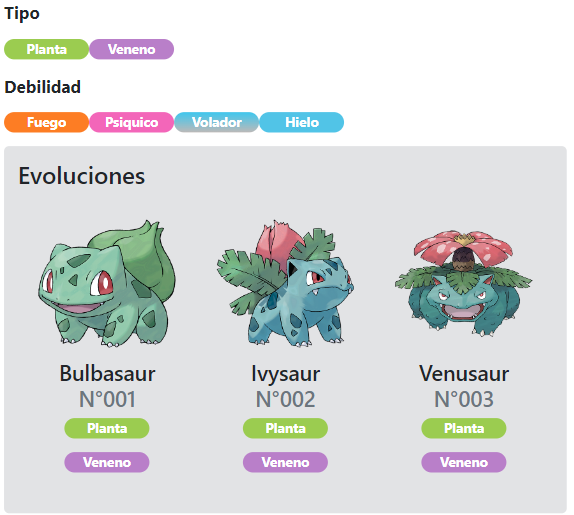 Tipo
Planta Veneno
Debilidad
Fuego Psiquico Volador Hielo
Evoluciones
Bulbasaur Ivysaur Venusaur
N°001 N°002 N°003
Planta Planta Planta
Veneno Veneno Veneno